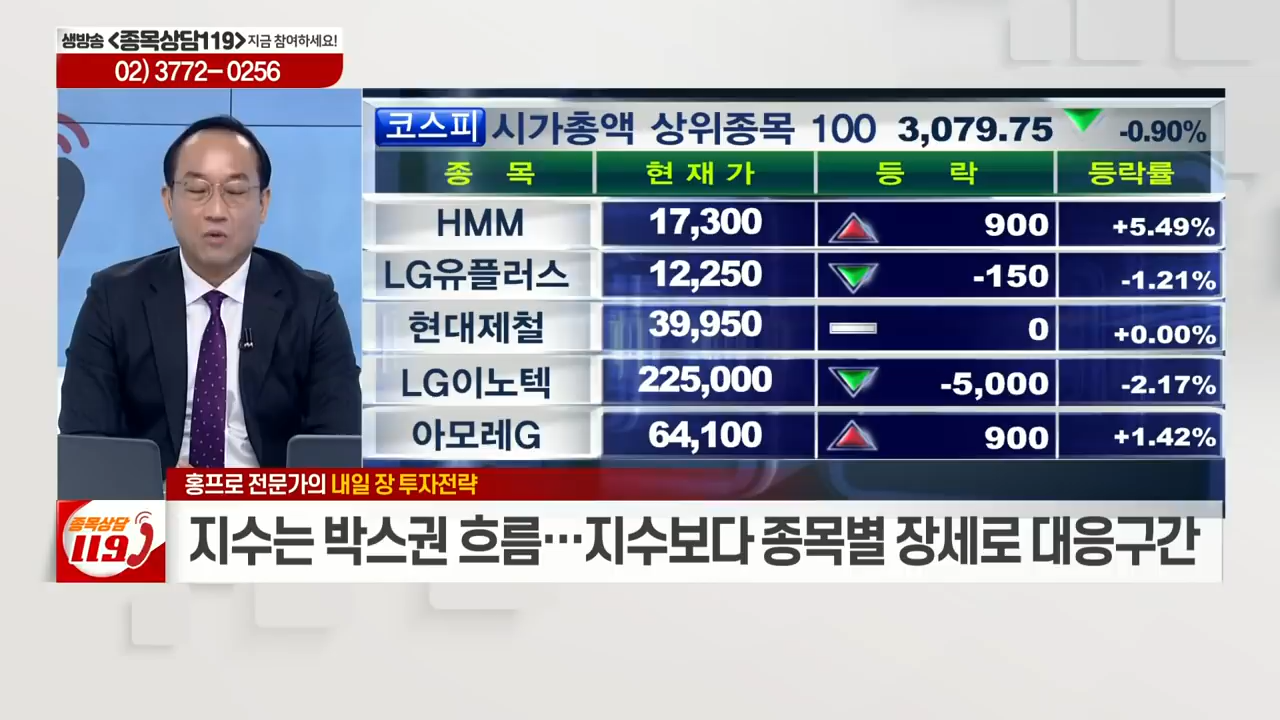 생방송 <종목상담119> 지금 참여하세요!
02) 3772-0256
코스피 시가총액 상위종목 100 3,079.75 -0.90%
종 목 현 재 가 등 락 등락률
HMM 17,300 900 +5.49%
LG유플러스 12,250 -150 -1.21%
현대제철 39,950 0 +0.00%
LG이노텍 225,000 -5,000 -2.17%
아모레G 64,100 900 +1.42%
홍프로 전문가의 내일 장 투자전략
종목상담
119
지수는 박스권 흐름…지수보다 종목별 장세로 대응구간